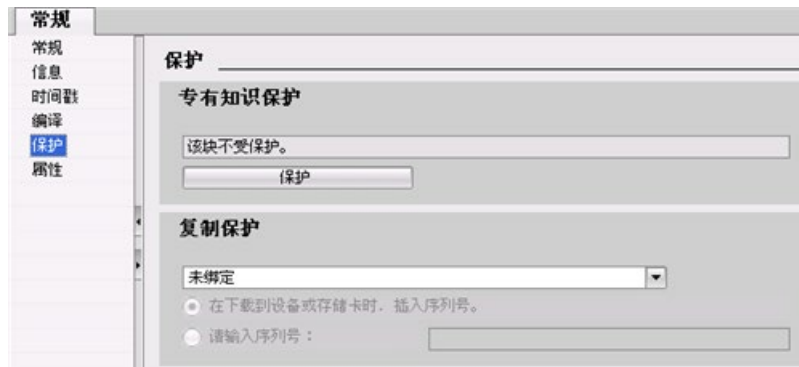 常规
常规
信息
时间戳
编译
保护
属性
保护
专有知识保护
该块不受保护。
保护
复制保护
未绑定
在下载到设备或存储卡时，插入序列号。
请输入序列号：